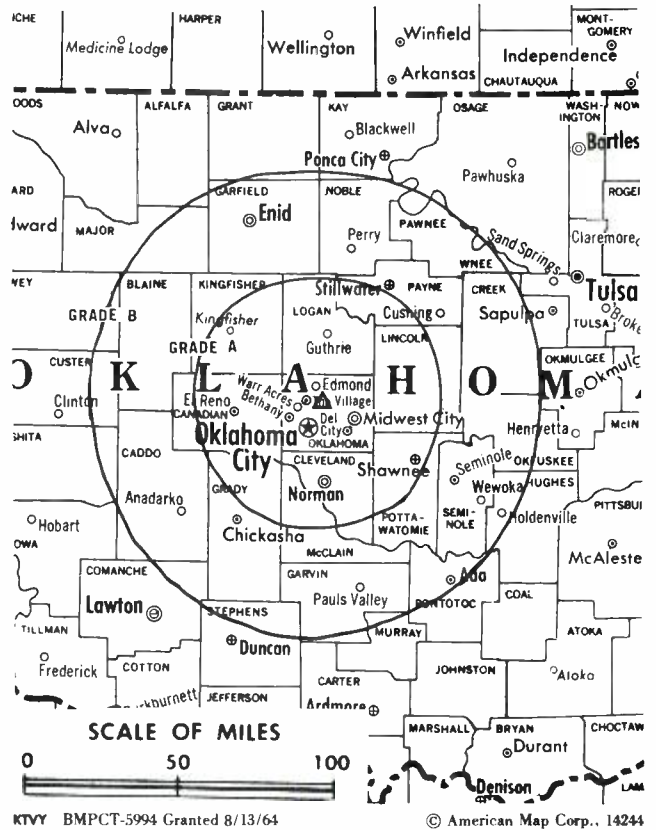 MONT-
GOMERY
ICHE
HARPER
Medicine Lodge
Wellington
Winfield
Independence
Arkansas
CHAUTAUQUA
OODS
ALFALFA
GRANT
KAY
OSAGE
WASH-
INGTON
NOW
Alva
Blackwell
Bartles
Ponca City
Pawhuska
ARD
GARFIELD
NOBLE
ROGE
dward
MAJOR
Enid
PAWNEE
Perry
Sand Springs
Claremore
WNEE
WEY
BLAINE
KINGFISHER
Stillwater
PAYNE
CREEK
Tulsa
GRADE B
LOGAN
Cushing
Sapulpa
Kingfisher
TULSA
Broke
GRADE A
Guthrie
LINCOLN
OKMULGEE
CUSTER
O K L A H O M
Okmulg
Edmond
Warr Acres
Village
Clinton
El Reno
Bethany
CANADIAN
Del
City
Midwest City
McIN
SHITA
Oklahoma
City
OKLAHOMA
Henryetta
CADDO
CLEVELAND
Shawnee
Seminole
OKFUSKEE
HUGHES
Anadarko
GRADY
Norman
Wewoka
PITTSBU
Hobart
POTTA-
WATOMIE
SEMI-
NOLE
Holdenville
Chickasha
OWA
McCLAIN
McAleste
COMANCHE
GARVIN
Ada
COAL
Lawton
Pauls Valley
PONTOTOC
STEPHENS
TILLMAN
MURRAY
ATOKA
Duncan
Frederick
COTTON
JOHNSTON
Atoka
CARTER
rkburnett
JEFFERSON
Ardmore
MARSHALL
BRYAN
CHOCTAW
SCALE OF MILES
Durant
0 50 100
Denison
LAM
KTVY BMPCT-5994 Granted 8/13/64
© American Map Corp., 14244